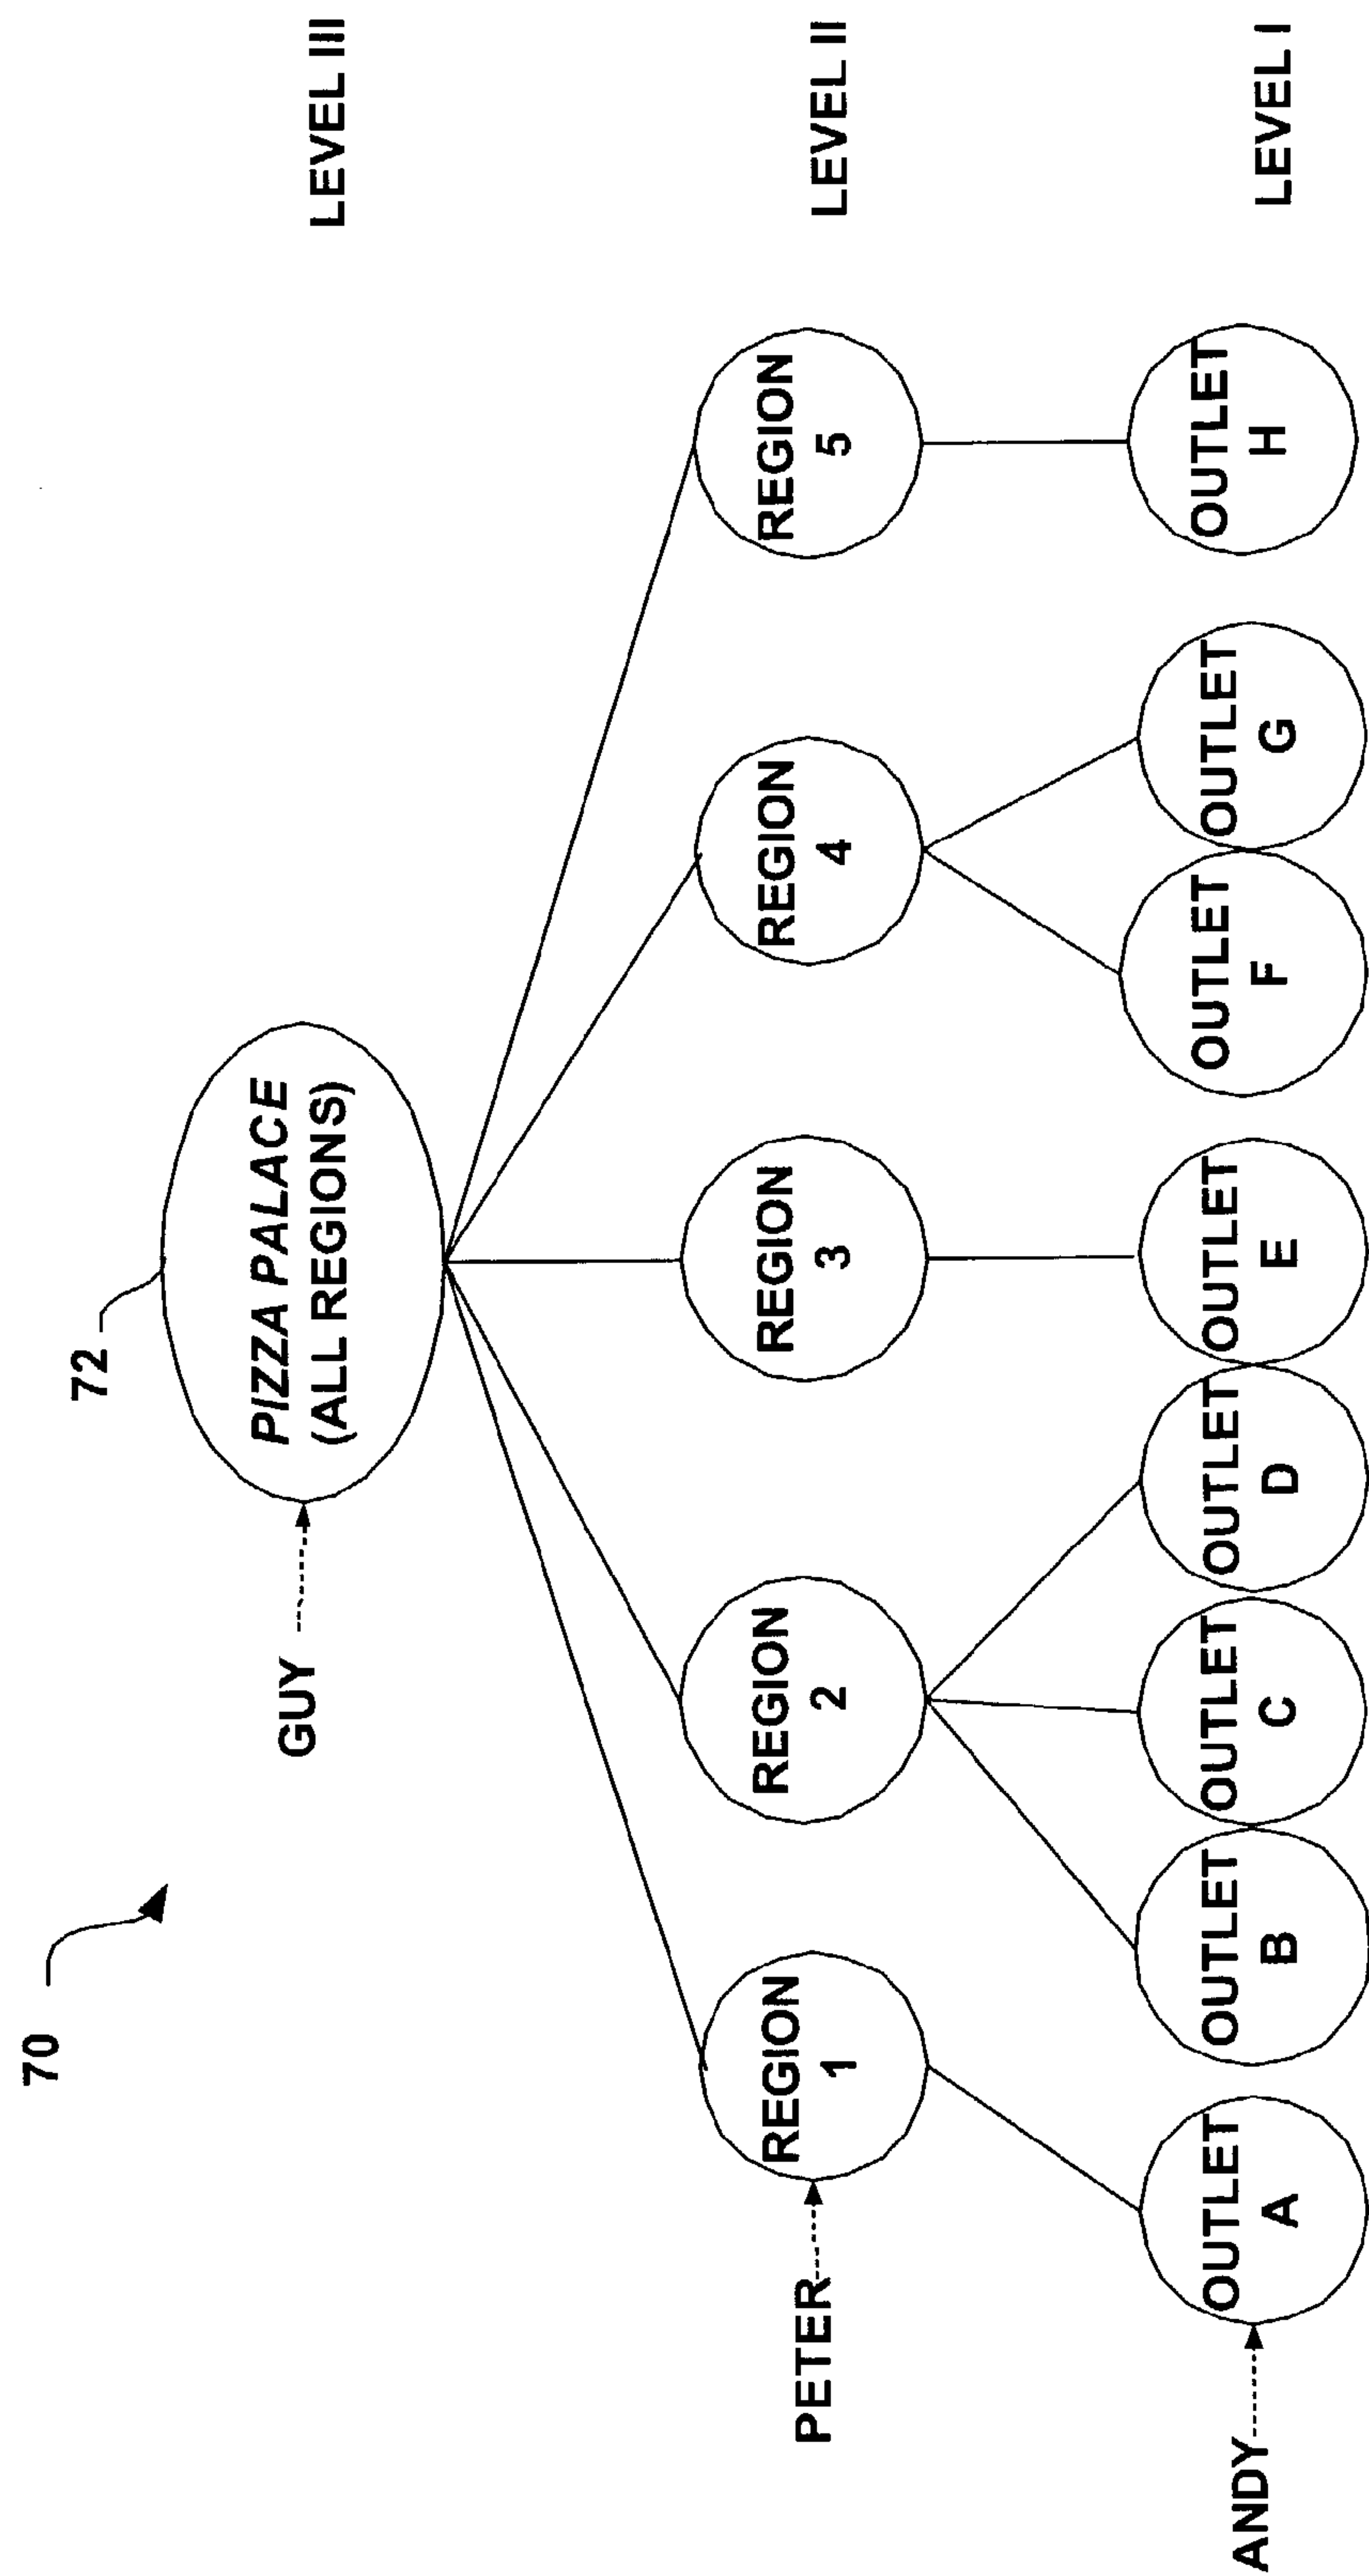 70
72
GUY
PIZZA PALACE
(ALL REGIONS)
LEVEL III
PETER
REGION
1
REGION
2
REGION
3
REGION
4
REGION
5
LEVEL II
ANDY
OUTLET
A
OUTLET
B
OUTLET
C
OUTLET
D
OUTLET
E
OUTLET
F
OUTLET
G
OUTLET
H
LEVEL I